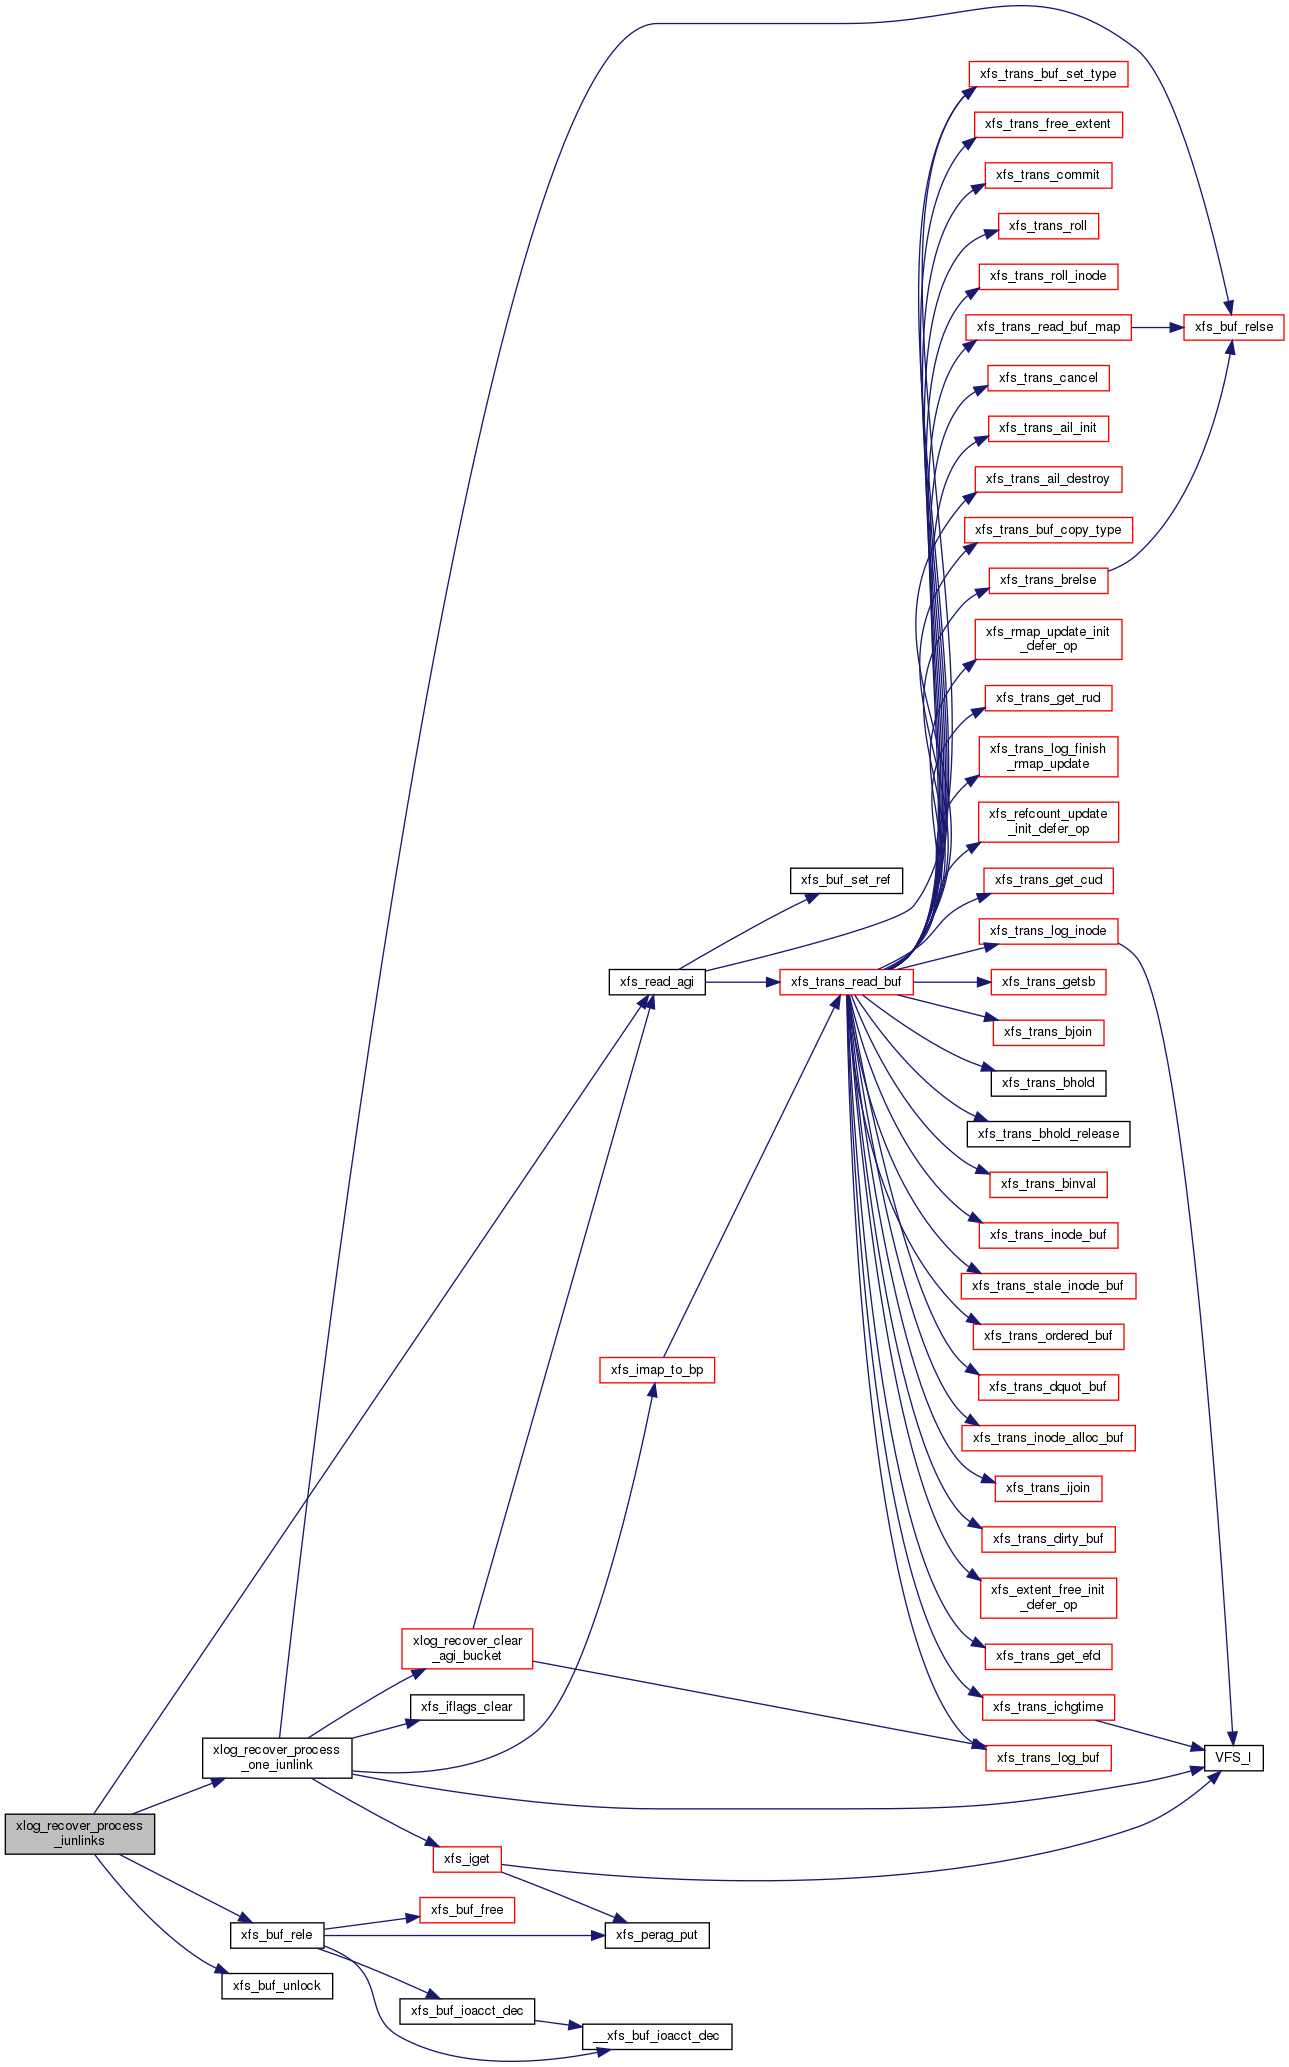 xfs_trans_buf_set_type
xfs_trans_free_extent
xfs_trans_commit
xfs_trans_roll
xfs_trans_roll_inode
xfs_trans_read_buf_map
xfs_buf_relse
xfs_trans_cancel
xfs_trans_ail_init
xfs_trans_ail_destroy
xfs_trans_buf_copy_type
xfs_trans_brelse
xfs_rmap_update_init
_defer_op
xfs_trans_get_rud
xfs_trans_log_finish
_rmap_update
xfs_refcount_update
_init_defer_op
xfs_buf_set_ref
xfs_trans_get_cud
xfs_trans_log_inode
xfs_read_agi
xfs_trans_read_buf
xfs_trans_getsb
xfs_trans_bjoin
xfs_trans_bhold
xfs_trans_bhold_release
xfs_trans_binval
xfs_trans_inode_buf
xfs_trans_stale_inode_buf
xfs_trans_ordered_buf
xfs_imap_to_bp
xfs_trans_dquot_buf
xfs_trans_inode_alloc_buf
xfs_trans_ijoin
xfs_trans_dirty_buf
xfs_extent_free_init
_defer_op
xlog_recover_clear
_agi_bucket
xfs_trans_get_efd
xfs_iflags_clear
xfs_trans_ichgtime
xlog_recover_process
_one_iunlink
xfs_trans_log_buf
VFS_I
xlog_recover_process
_iunlinks
xfs_iget
xfs_buf_free
xfs_buf_rele
xfs_perag_put
xfs_buf_unlock
xfs_buf_ioacct_dec
__xfs_buf_ioacct_dec